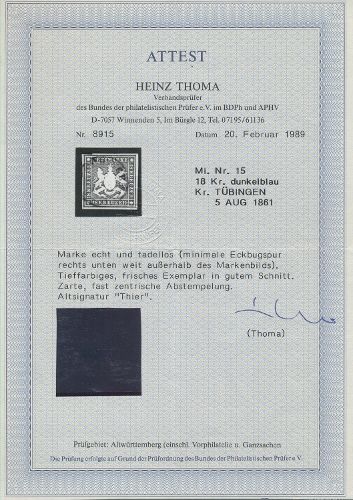 ATTEST
HEINZ THOMA
Verbandsprüfer
des Bundes der philatelistischen Prüfer e.V. im BDPh und APHV
D-7057 Winnenden 5, Im Bürgle 12, Tel. 07195/61136
Nr. 8915 Datum 20. Februar 1989
Mi. Nr. 15
18 Kr. dunkelblau
Kr. TÜBINGEN
5 AUG 1861
Marke echt und tadellos (minimale Eckbugspur
rechts unten weit außerhalb des Markenbilds),
Tieffarbiges, frisches Exemplar in gutem Schnitt.
Zarte, fast zentrische Abstempelung.
Altsignatur "Thier".
(Thoma)
Prüfgebiet: Altwürttemberg (einschl. Vorphilatelie u. Ganzsachen
Die Prüfung erfolgte auf Grund der Prüfordnung des Bundes der Philatelistischen Prüfer e.V.